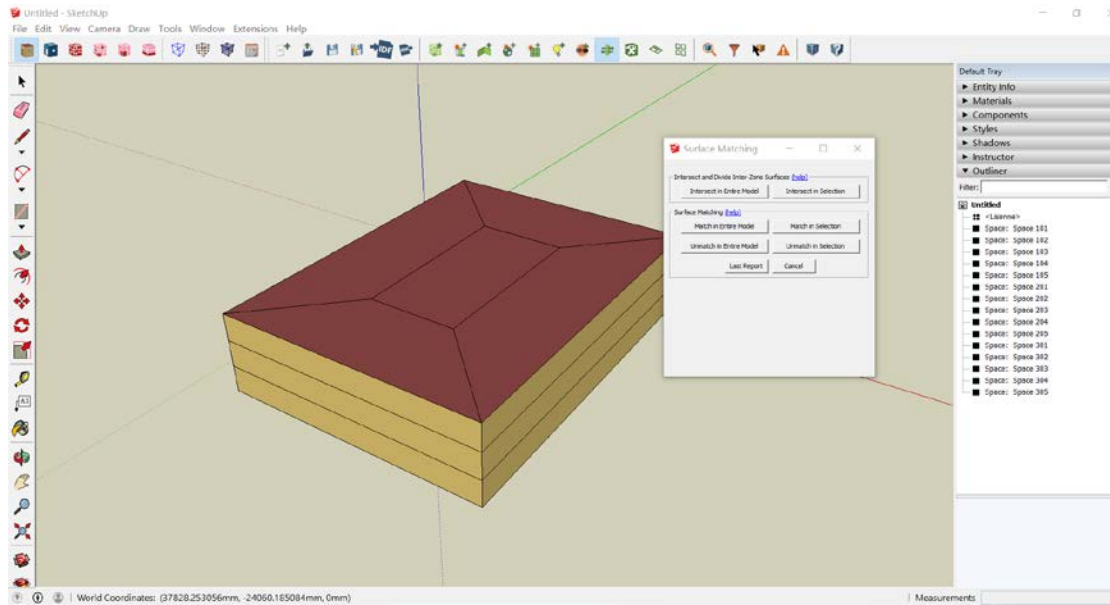 Untitled - SketchUp
File Edit View Camera Draw Tools Window Extensions Help
IDF
A1
Default Tray
Entity Info
Materials
Components
Styles
Shadows
Instructor
Outliner
Filter:
Untitled
<Lisanne>
Space: Space 101
Space: Space 102
Space: Space 103
Space: Space 104
Space: Space 105
Space: Space 201
Space: Space 202
Space: Space 203
Space: Space 204
Space: Space 205
Space: Space 301
Space: Space 302
Space: Space 303
Space: Space 304
Space: Space 305
Surface Matching
Intersect and Divide Inter-Zone Surfaces (help)
Intersect in Entire Model Intersect in Selection
Surface Matching (help)
Match in Entire Model Match in Selection
Unmatch in Entire Model Unmatch in Selection
Last Report Cancel
World Coordinates: (37828.253056mm, -24060.185084mm, 0mm)
Measurements